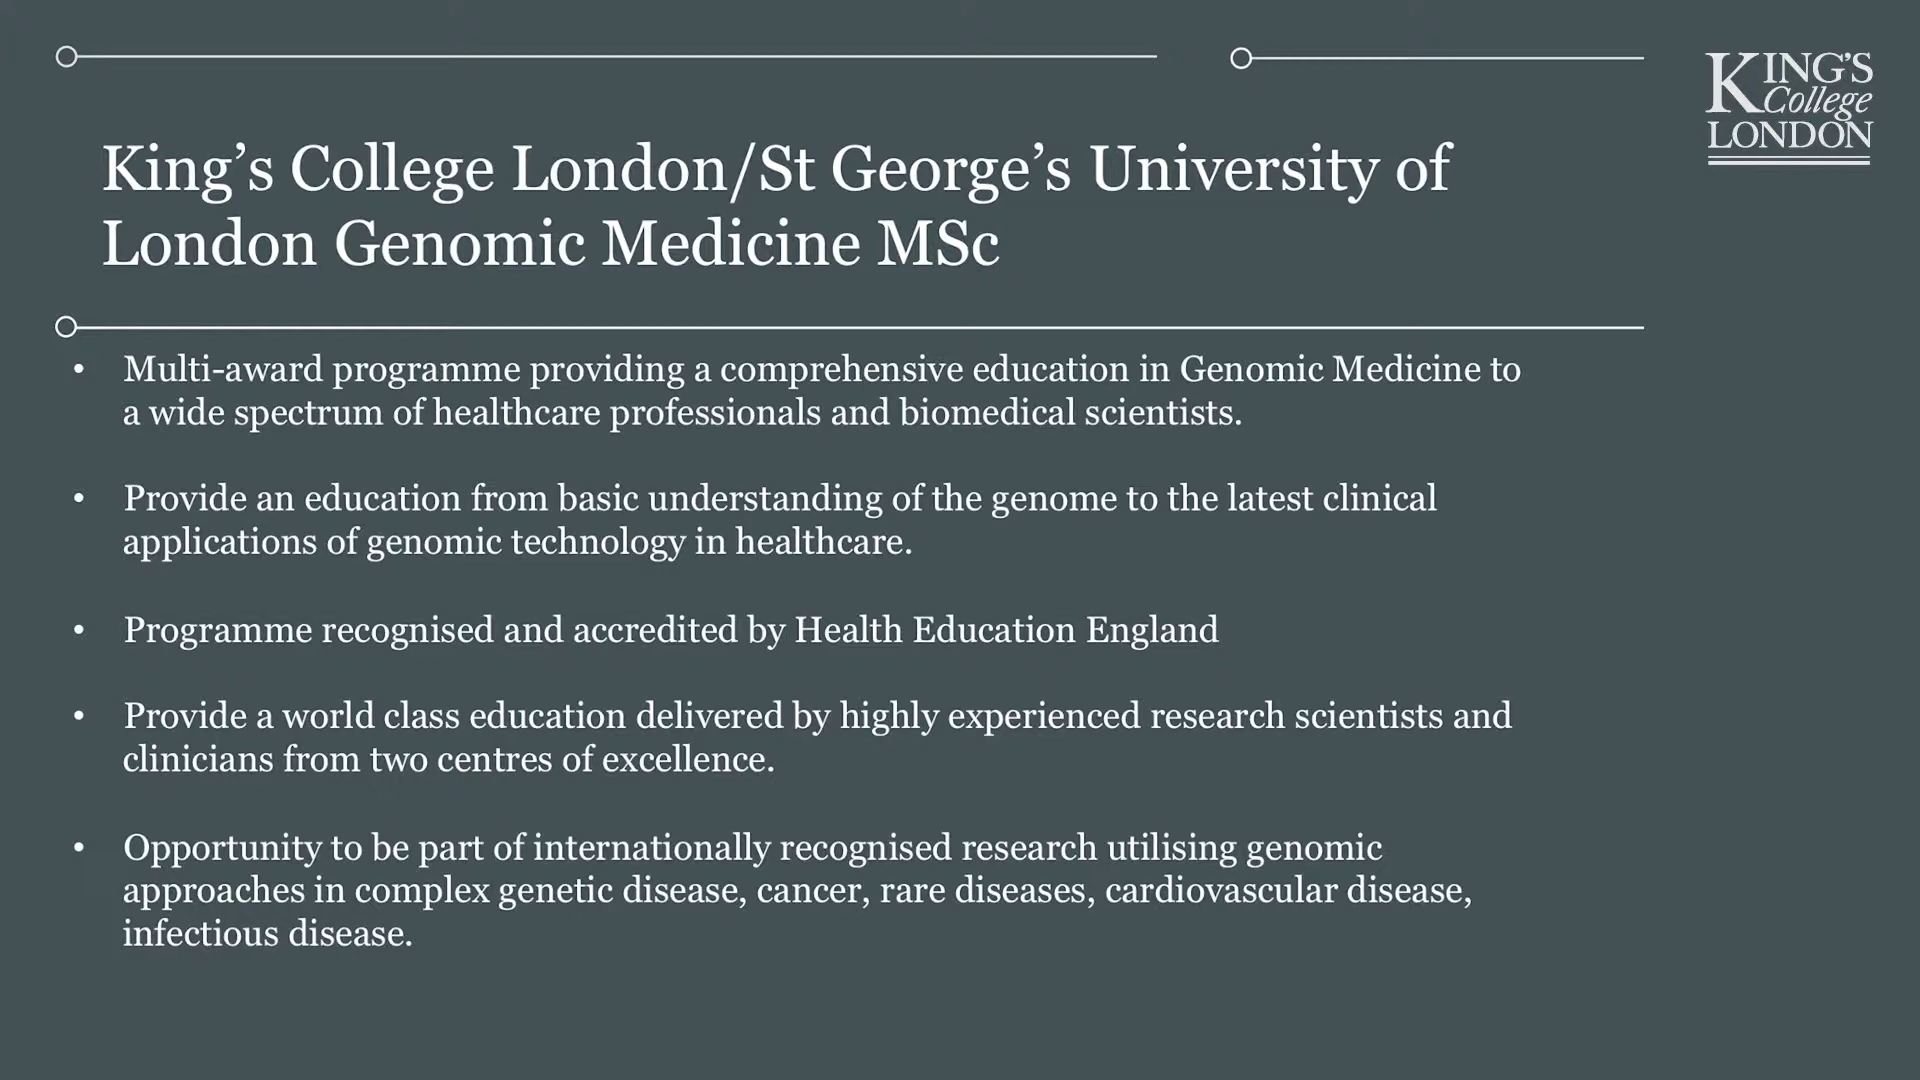 KING'S
College
LONDON
King’s College London/St George’s University of
London Genomic Medicine MSc
• Multi-award programme providing a comprehensive education in Genomic Medicine to
a wide spectrum of healthcare professionals and biomedical scientists.
• Provide an education from basic understanding of the genome to the latest clinical
applications of genomic technology in healthcare.
• Programme recognised and accredited by Health Education England
• Provide a world class education delivered by highly experienced research scientists and
clinicians from two centres of excellence.
• Opportunity to be part of internationally recognised research utilising genomic
approaches in complex genetic disease, cancer, rare diseases, cardiovascular disease,
infectious disease.